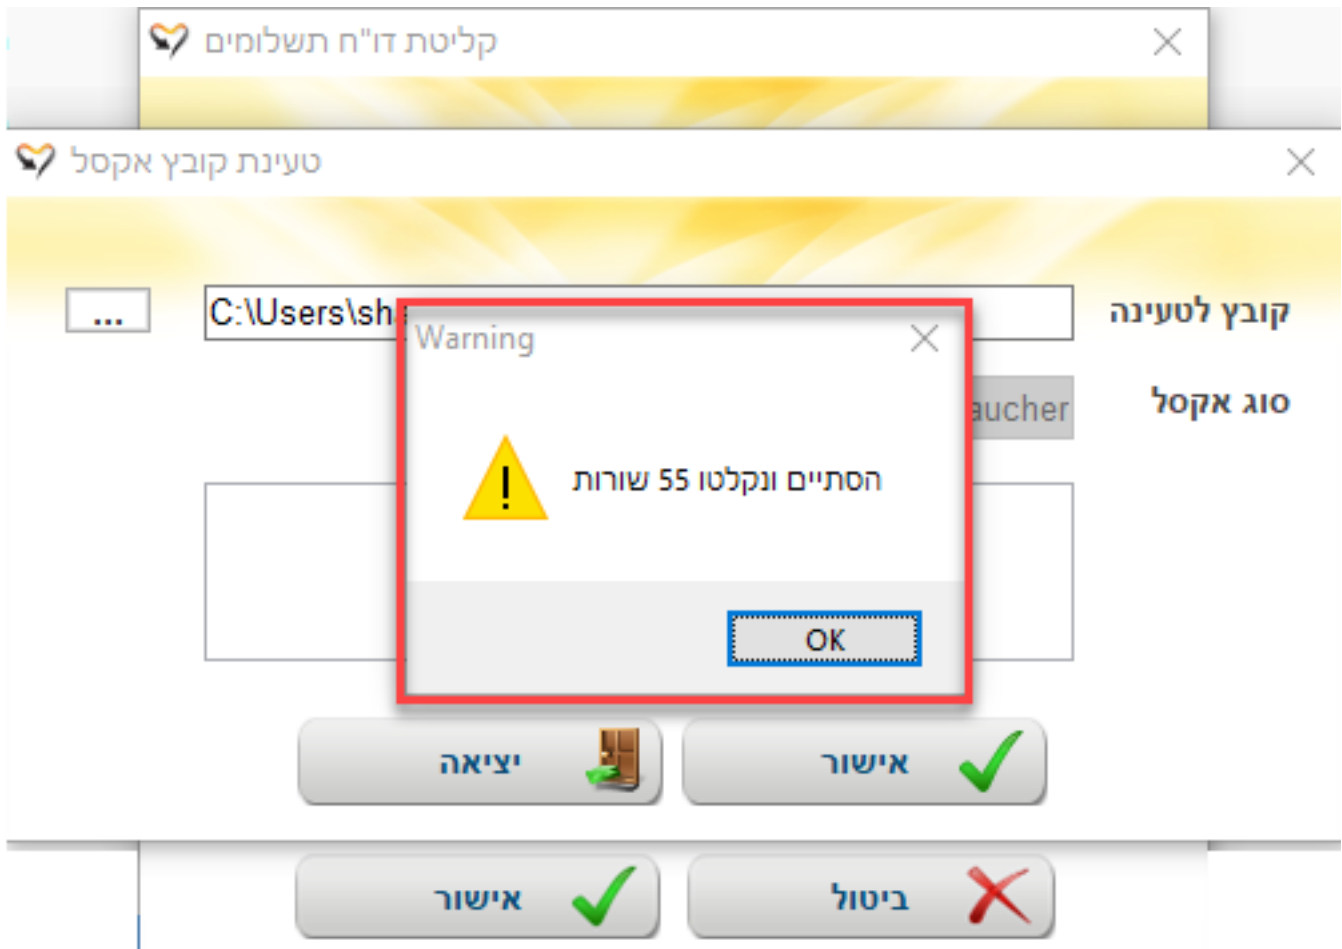 קליטת דו"ח תשלומים
טעינת קובץ אקסל
קובץ לטעינה
C:\Users\sh
...
Warning
סוג אקסל
aucher
הסתיים ונקלטו 55 שורות
OK
אישור
יציאה
ביטול
אישור